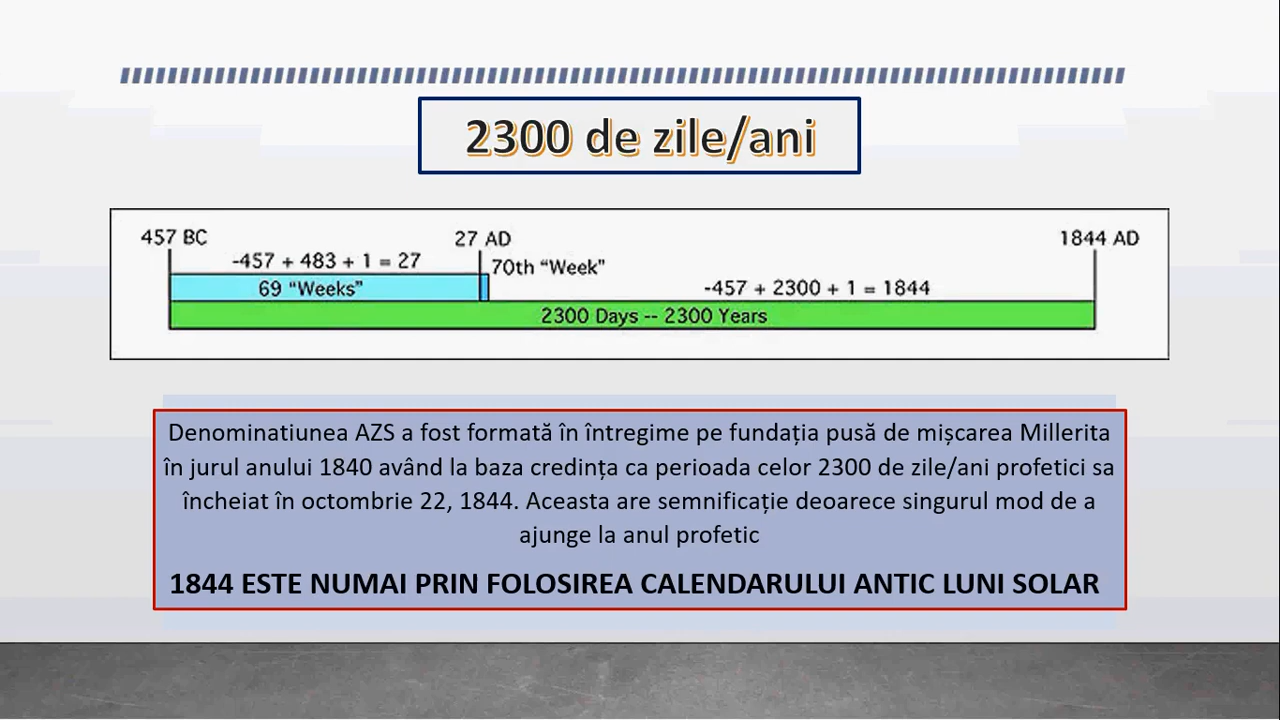 2300 de zile/ani
457 BC
27 AD
1844 AD
-457 + 483 + 1 = 27
70th “Week”
69 “Weeks”
-457 + 2300 + 1 = 1844
2300 Days -- 2300 Years
Denominatiunea AZS a fost formată în întregime pe fundația pusă de mișcarea Millerita
în jurul anului 1840 având la baza credința ca perioada celor 2300 de zile/ani profetici sa
încheiat în octombrie 22, 1844. Aceasta are semnificație deoarece singurul mod de a
ajunge la anul profetic
1844 ESTE NUMAI PRIN FOLOSIREA CALENDARULUI ANTIC LUNI SOLAR